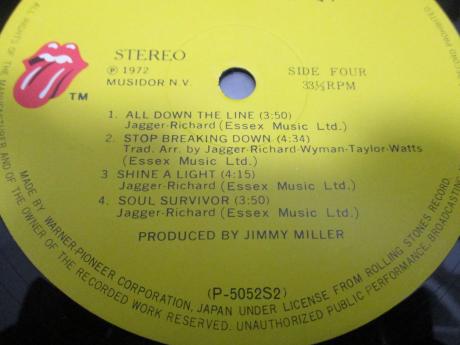 STEREO
℗ 1972
MUSIDOR N.V.
SIDE FOUR
33⅓RPM
TM
1. ALL DOWN THE LINE (3:50)
Jagger-Richard (Essex Music Ltd.)
2. STOP BREAKING DOWN (4:34)
Trad. Arr. by Jagger-Richard-Wyman-Taylor-Watts
(Essex Music Ltd.)
3 SHINE A LIGHT (4:15)
Jagger-Richard (Essex Music Ltd.)
4. SOUL SURVIVOR (3:50)
Jagger-Richard (Essex Music Ltd.)
PRODUCED BY JIMMY MILLER
(P-5052S2)
MADE BY WARNER-PIONEER CORPORATION, JAPAN UNDER LICENSE FROM ROLLING STONES RECORD.
ALL RIGHTS OF THE MANUFACTURER AND OF THE OWNER OF THE RECORDED WORK RESERVED. UNAUTHORIZED PUBLIC PERFORMANCE, BROADCASTING
PROHIBITED